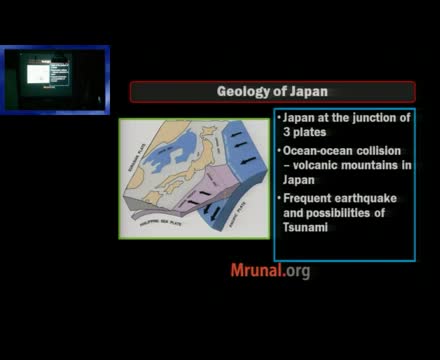 Geology of Japan
• Japan at the junction of
3 plates
• Ocean-ocean collision
– volcanic mountains in
Japan
• Frequent earthquake
and possibilities of
Tsunami
EURASIA PLATE
PHILIPPINE SEA PLATE
PACIFIC PLATE
Mrunal.org